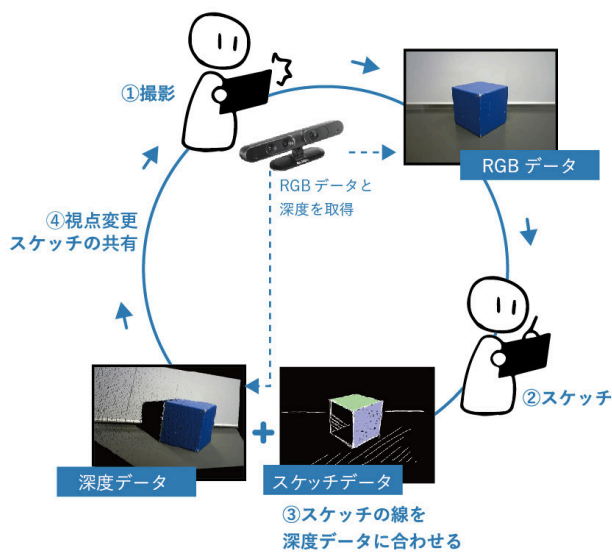 ①撮影
RGB データ
RGB データと
深度を取得
④視点変更
スケッチの共有
②スケッチ
深度データ
スケッチデータ
③スケッチの線を
深度データに合わせる